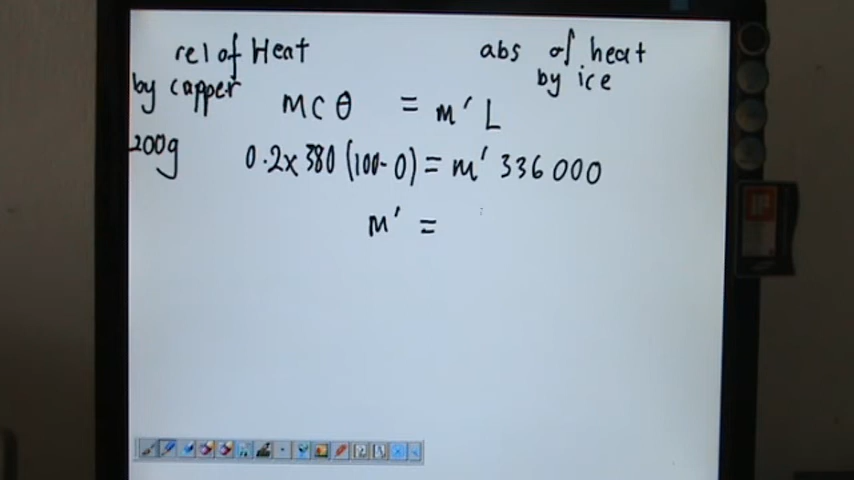 rel of Heat abs of heat
by capper by ice
mcθ = m' L
200g 0.2x 380 (100- 0) = m' 336 000
m' =